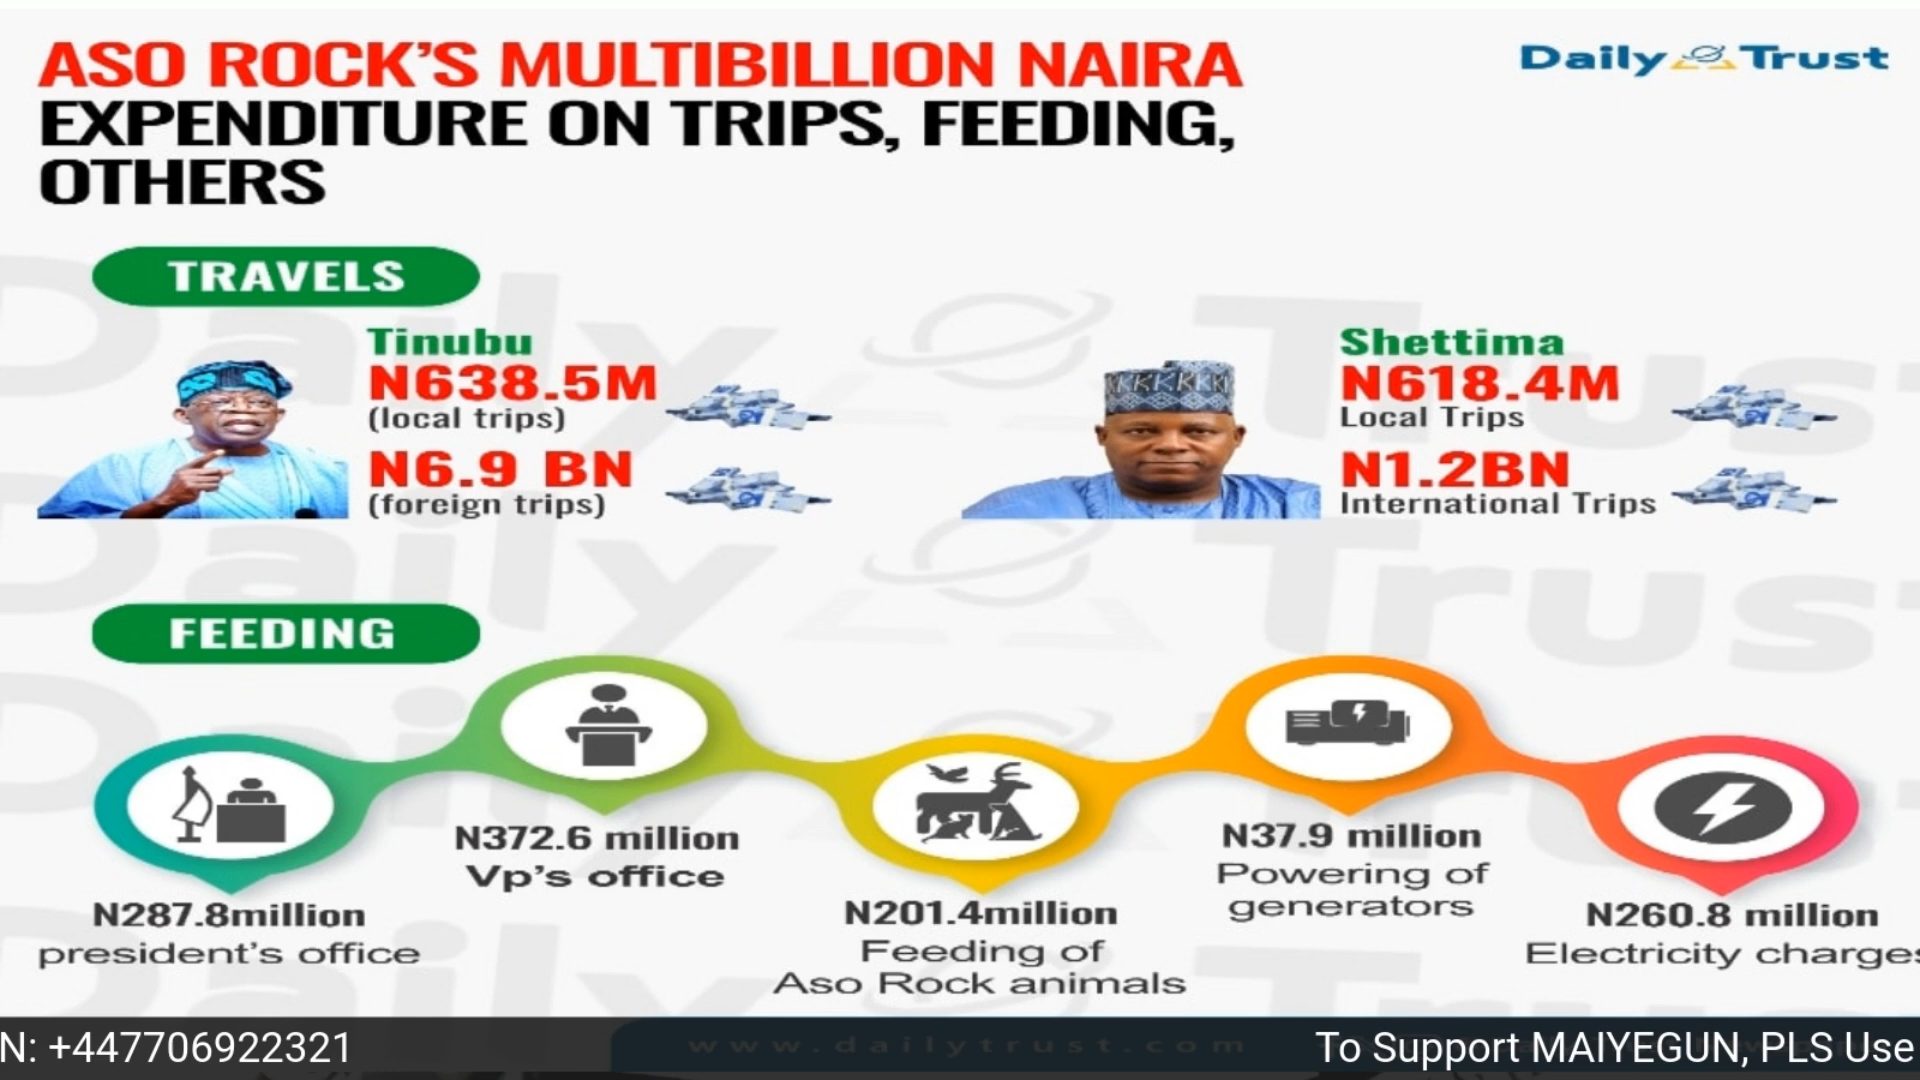 ASO ROCK'S MULTIBILLION NAIRA
EXPENDITURE ON TRIPS, FEEDING,
OTHERS
Daily Trust
TRAVELS
Tinubu
N638.5M
(local trips)
N6.9 BN
(foreign trips)
Shettima
N618.4M
Local Trips
N1.2BN
International Trips
FEEDING
N287.8million
president's office
N372.6 million
Vp's office
N201.4million
Feeding of
Aso Rock animals
N37.9 million
Powering of
generators
N260.8 million
Electricity charges
www.dailytrust.com
N: +447706922321
To Support MAIYEGUN, PLS Use